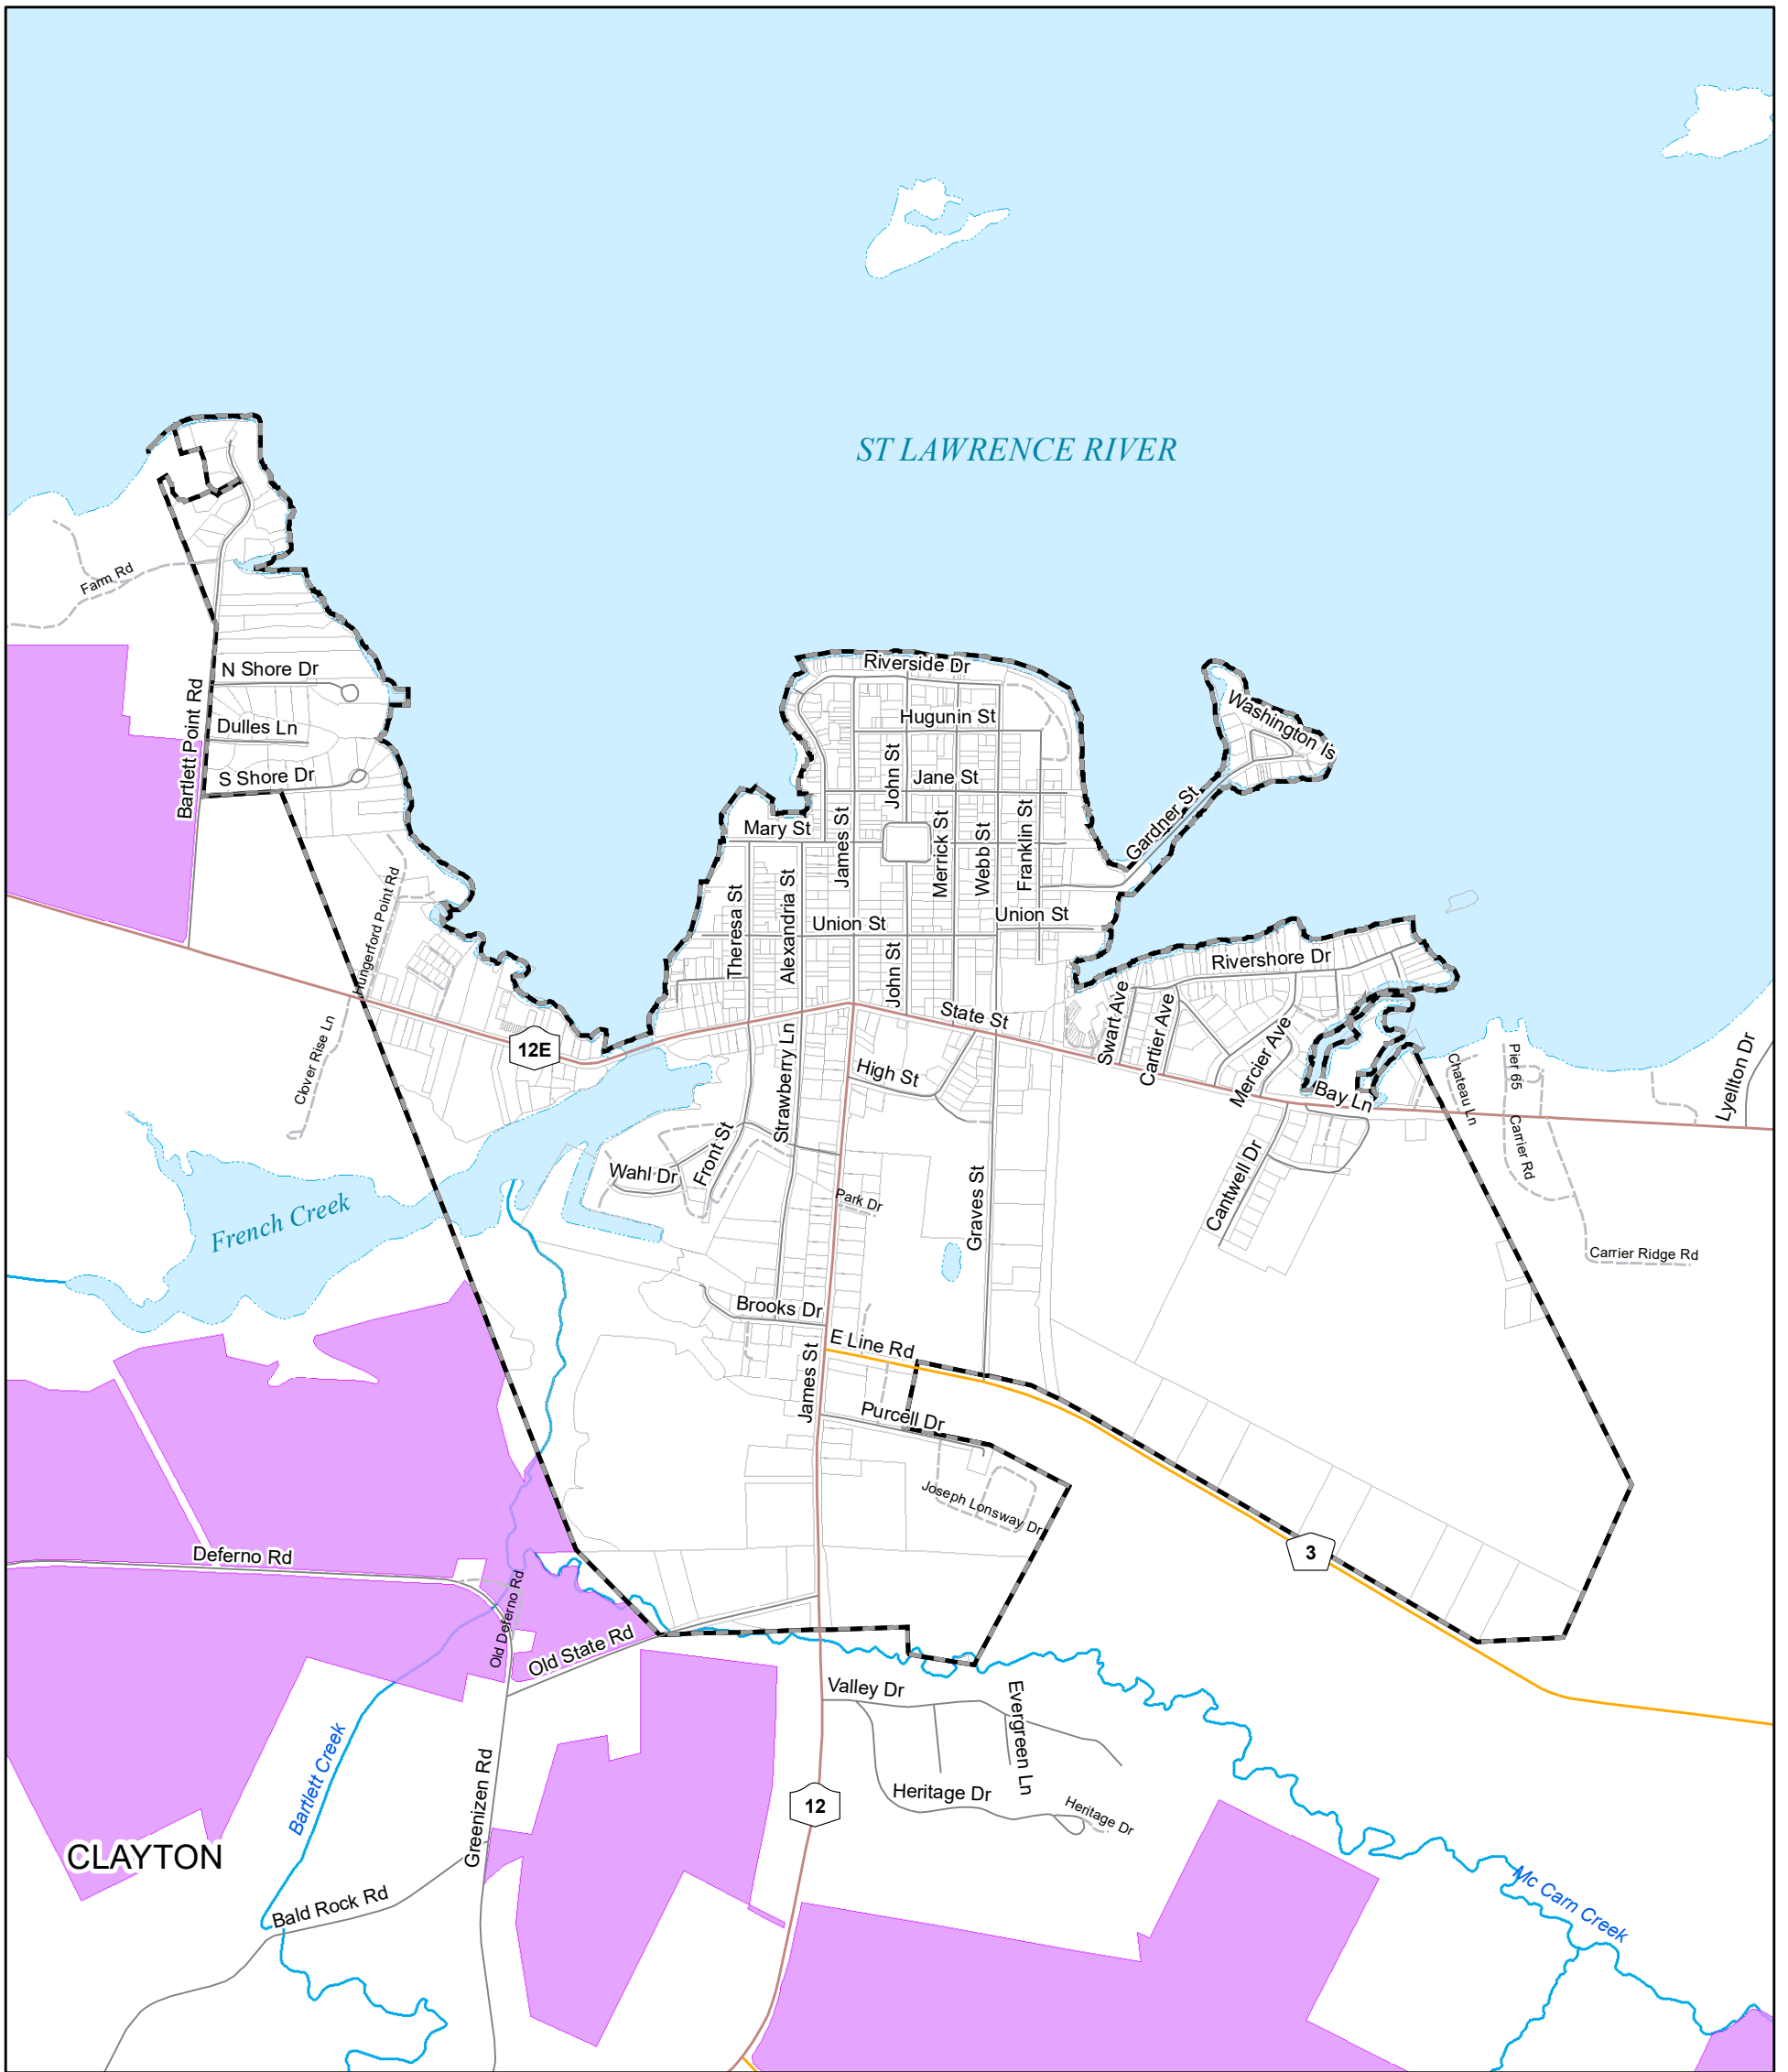 ST LAWRENCE RIVER
Farm Rd
N Shore Dr
Bartlett Point Rd
Dulles Ln
S Shore Dr
Riverside Dr
Hugunin St
Washington Is
John St
Jane St
Mary St
James St
Merrick St
Webb St
Franklin St
Gardner St
Hungerford Point Rd
Theresa St
Alexandria St
Union St
Union St
John St
State St
Rivershore Dr
Swart Ave
Cartier Ave
Mercier Ave
Bay Ln
12E
Clover Rise Ln
Strawberry Ln
High St
Chateau Ln
Pier 65
Carrier Rd
Lyellton Dr
Front St
Wahl Dr
Park Dr
Graves St
Cantwell Dr
Carrier Ridge Rd
French Creek
Brooks Dr
E Line Rd
James St
Purcell Dr
Joseph Lonsway Dr
3
Deferno Rd
Old Deferno Rd
Old State Rd
Valley Dr
Evergreen Ln
Heritage Dr
Heritage Dr
Bartlett Creek
Greenizen Rd
12
CLAYTON
Bald Rock Rd
Mc Carn Creek